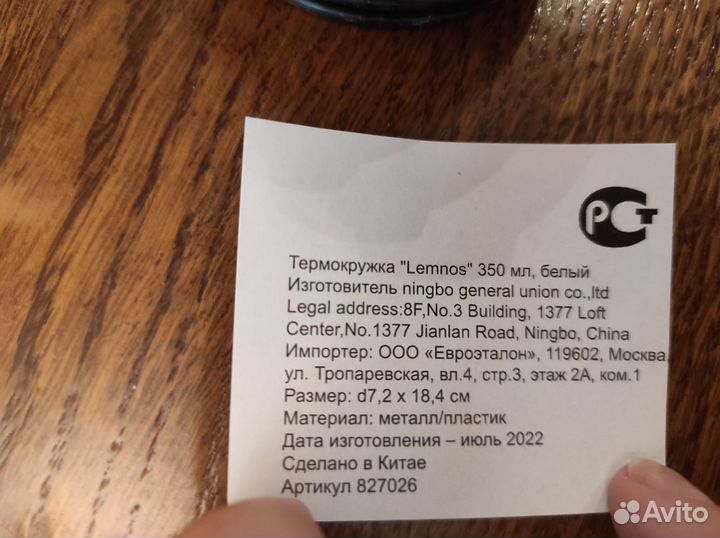 РСТ
Термокружка "Lemnos" 350 мл, белый
Изготовитель ningbo general union co.,ltd
Legal address:8F,No.3 Building, 1377 Loft
Center,No.1377 Jianlan Road, Ningbo, China
Импортер: ООО «Евроэталон», 119602, Москва,
ул. Тропаревская, вл.4, стр.3, этаж 2А, ком.1
Размер: d7,2 x 18,4 см
Материал: металл/пластик
Дата изготовления – июль 2022
Сделано в Китае
Артикул 827026
Avito